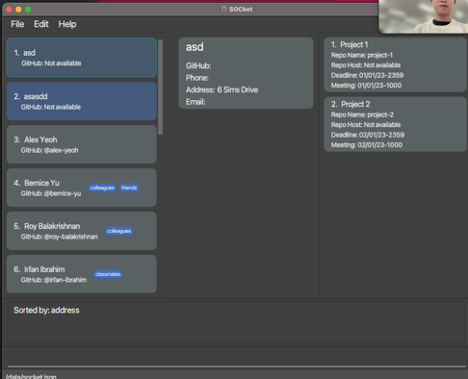 SOCket
File Edit Help
1. asd
GitHub: Not available
2. asasdd
GitHub: Not available
3. Alex Yeoh
GitHub: @alex-yeoh
4. Bernice Yu
GitHub: @bernice-yu
colleagues friends
5. Roy Balakrishnan
GitHub: @roy-balakrishnan
colleagues
6. Irfan Ibrahim
GitHub: @irfan-ibrahim
classmates
asd
GitHub:
Phone:
Address: 6 Sims Drive
Email:
1. Project 1
Repo Name: project-1
Repo Host: Not available
Deadline: 01/01/23-2359
Meeting: 01/01/23-1000
2. Project 2
Repo Name: project-2
Repo Host: Not available
Deadline: 02/01/23-2359
Meeting: 02/01/23-1000
Sorted by: address
/data/socket.json